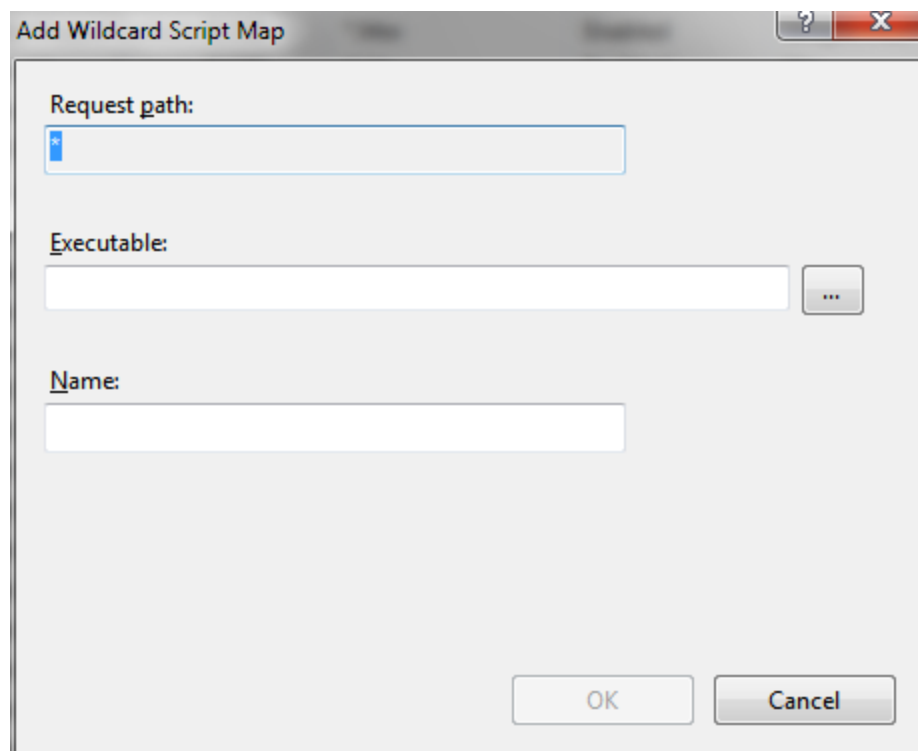 Add Wildcard Script Map
?
X
Request path:
*
Executable:
...
Name:
OK
Cancel